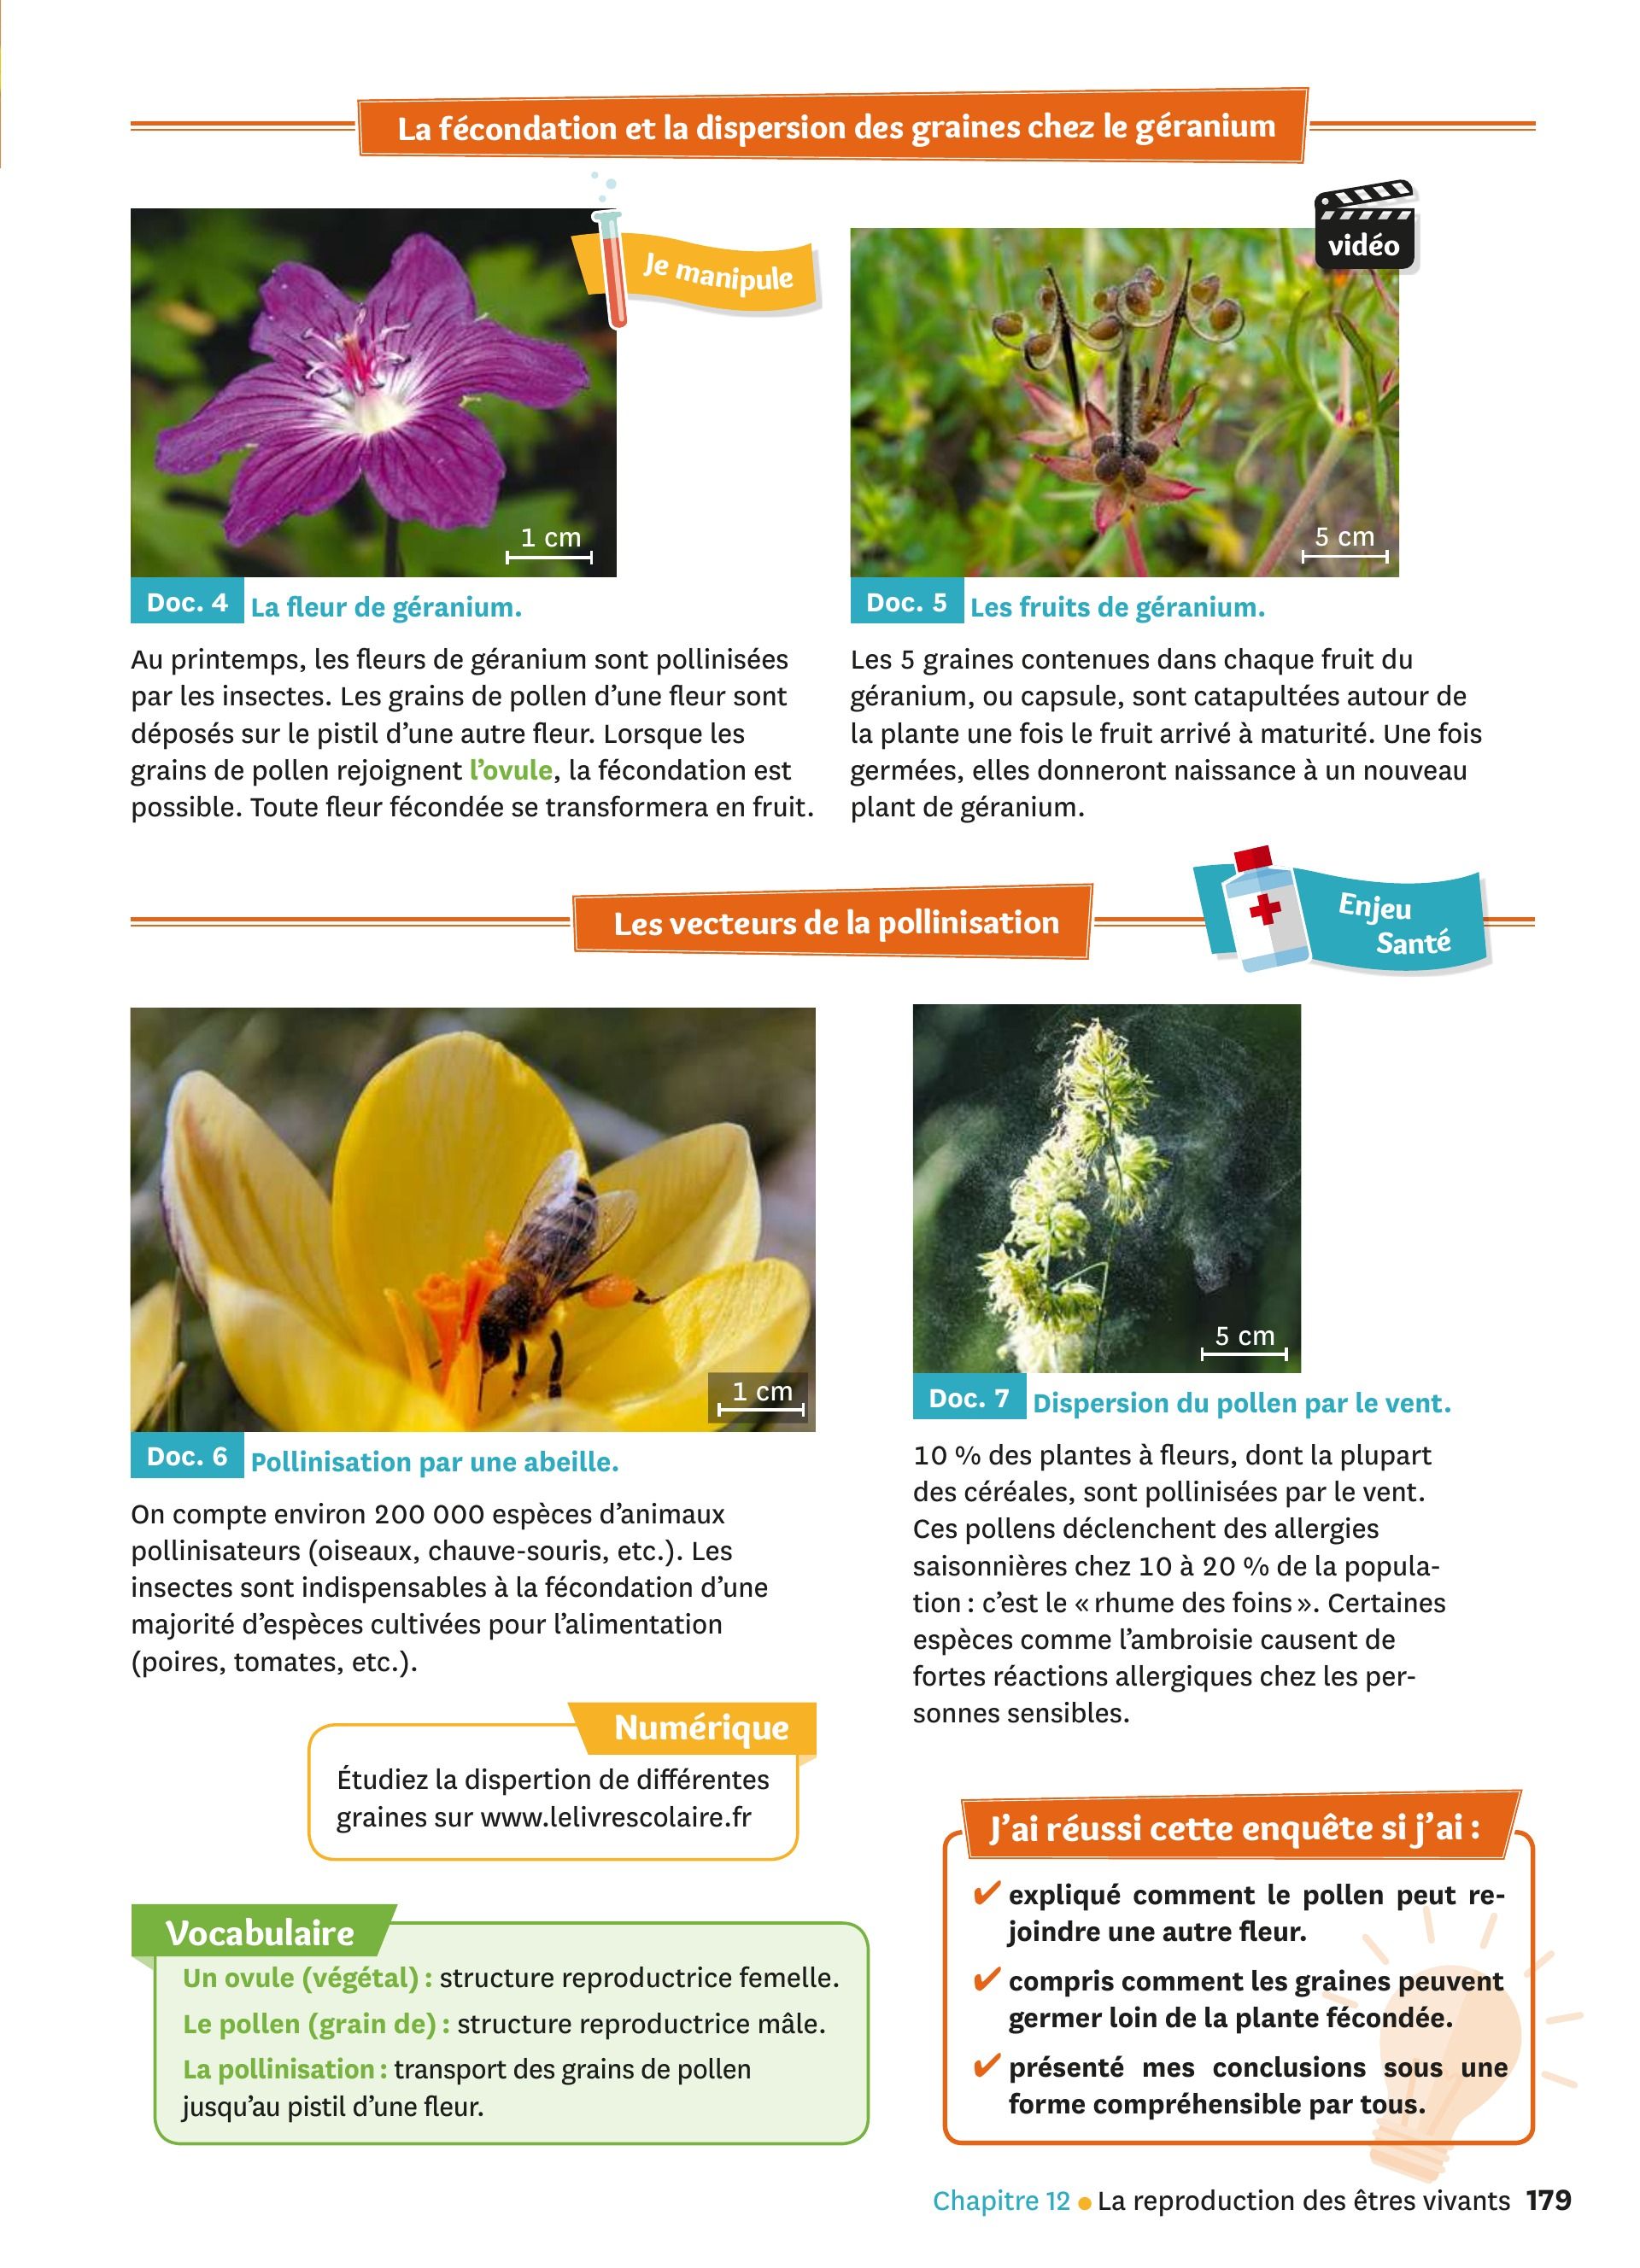 La fécondation et la dispersion des graines chez le géranium
Je manipule
1 cm
Doc. 4 La fleur de géranium.
Au printemps, les fleurs de géranium sont pollinisées
par les insectes. Les grains de pollen d’une fleur sont
déposés sur le pistil d’une autre fleur. Lorsque les
grains de pollen rejoignent l’ovule, la fécondation est
possible. Toute fleur fécondée se transformera en fruit.
vidéo
5 cm
Doc. 5 Les fruits de géranium.
Les 5 graines contenues dans chaque fruit du
géranium, ou capsule, sont catapultées autour de
la plante une fois le fruit arrivé à maturité. Une fois
germées, elles donneront naissance à un nouveau
plant de géranium.
Les vecteurs de la pollinisation
Enjeu
Santé
1 cm
Doc. 6 Pollinisation par une abeille.
On compte environ 200 000 espèces d’animaux
pollinisateurs (oiseaux, chauve-souris, etc.). Les
insectes sont indispensables à la fécondation d’une
majorité d’espèces cultivées pour l’alimentation
(poires, tomates, etc.).
5 cm
Doc. 7 Dispersion du pollen par le vent.
10 % des plantes à fleurs, dont la plupart
des céréales, sont pollinisées par le vent.
Ces pollens déclenchent des allergies
saisonnières chez 10 à 20 % de la popula-
tion : c’est le « rhume des foins ». Certaines
espèces comme l’ambroisie causent de
fortes réactions allergiques chez les per-
sonnes sensibles.
Numérique
Étudiez la dispertion de différentes
graines sur www.lelivrescolaire.fr
Vocabulaire
Un ovule (végétal) : structure reproductrice femelle.
Le pollen (grain de) : structure reproductrice mâle.
La pollinisation : transport des grains de pollen
jusqu’au pistil d’une fleur.
J’ai réussi cette enquête si j’ai :
✔ expliqué comment le pollen peut re-
joindre une autre fleur.
✔ compris comment les graines peuvent
germer loin de la plante fécondée.
✔ présenté mes conclusions sous une
forme compréhensible par tous.
Chapitre 12 • La reproduction des êtres vivants 179